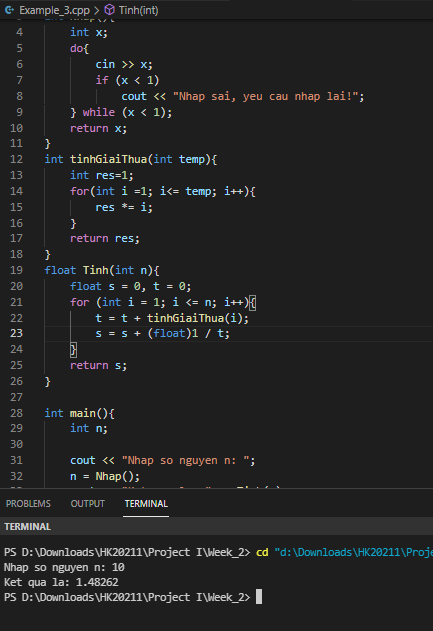 Example_3.cpp > Tinh(int)
4 int x;
5 do{
6 cin >> x;
7 if (x < 1)
8 cout << "Nhap sai, yeu cau nhap lai!";
9 } while (x < 1);
10 return x;
11 }
12 int tinhGiaiThua(int temp){
13 int res=1;
14 for(int i =1; i<= temp; i++){
15 res *= i;
16 }
17 return res;
18 }
19 float Tinh(int n){
20 float s = 0, t = 0;
21 for (int i = 1; i <= n; i++){
22 t = t + tinhGiaiThua(i);
23 s = s + (float)1 / t;
24 }
25 return s;
26 }
27
28 int main(){
29 int n;
30
31 cout << "Nhap so nguyen n: ";
32 n = Nhap();
PROBLEMS OUTPUT TERMINAL
TERMINAL
PS D:\Downloads\HK20211\Project I\Week_2> cd "d:\Downloads\HK20211\Proje
Nhap so nguyen n: 10
Ket qua la: 1.48262
PS D:\Downloads\HK20211\Project I\Week_2>